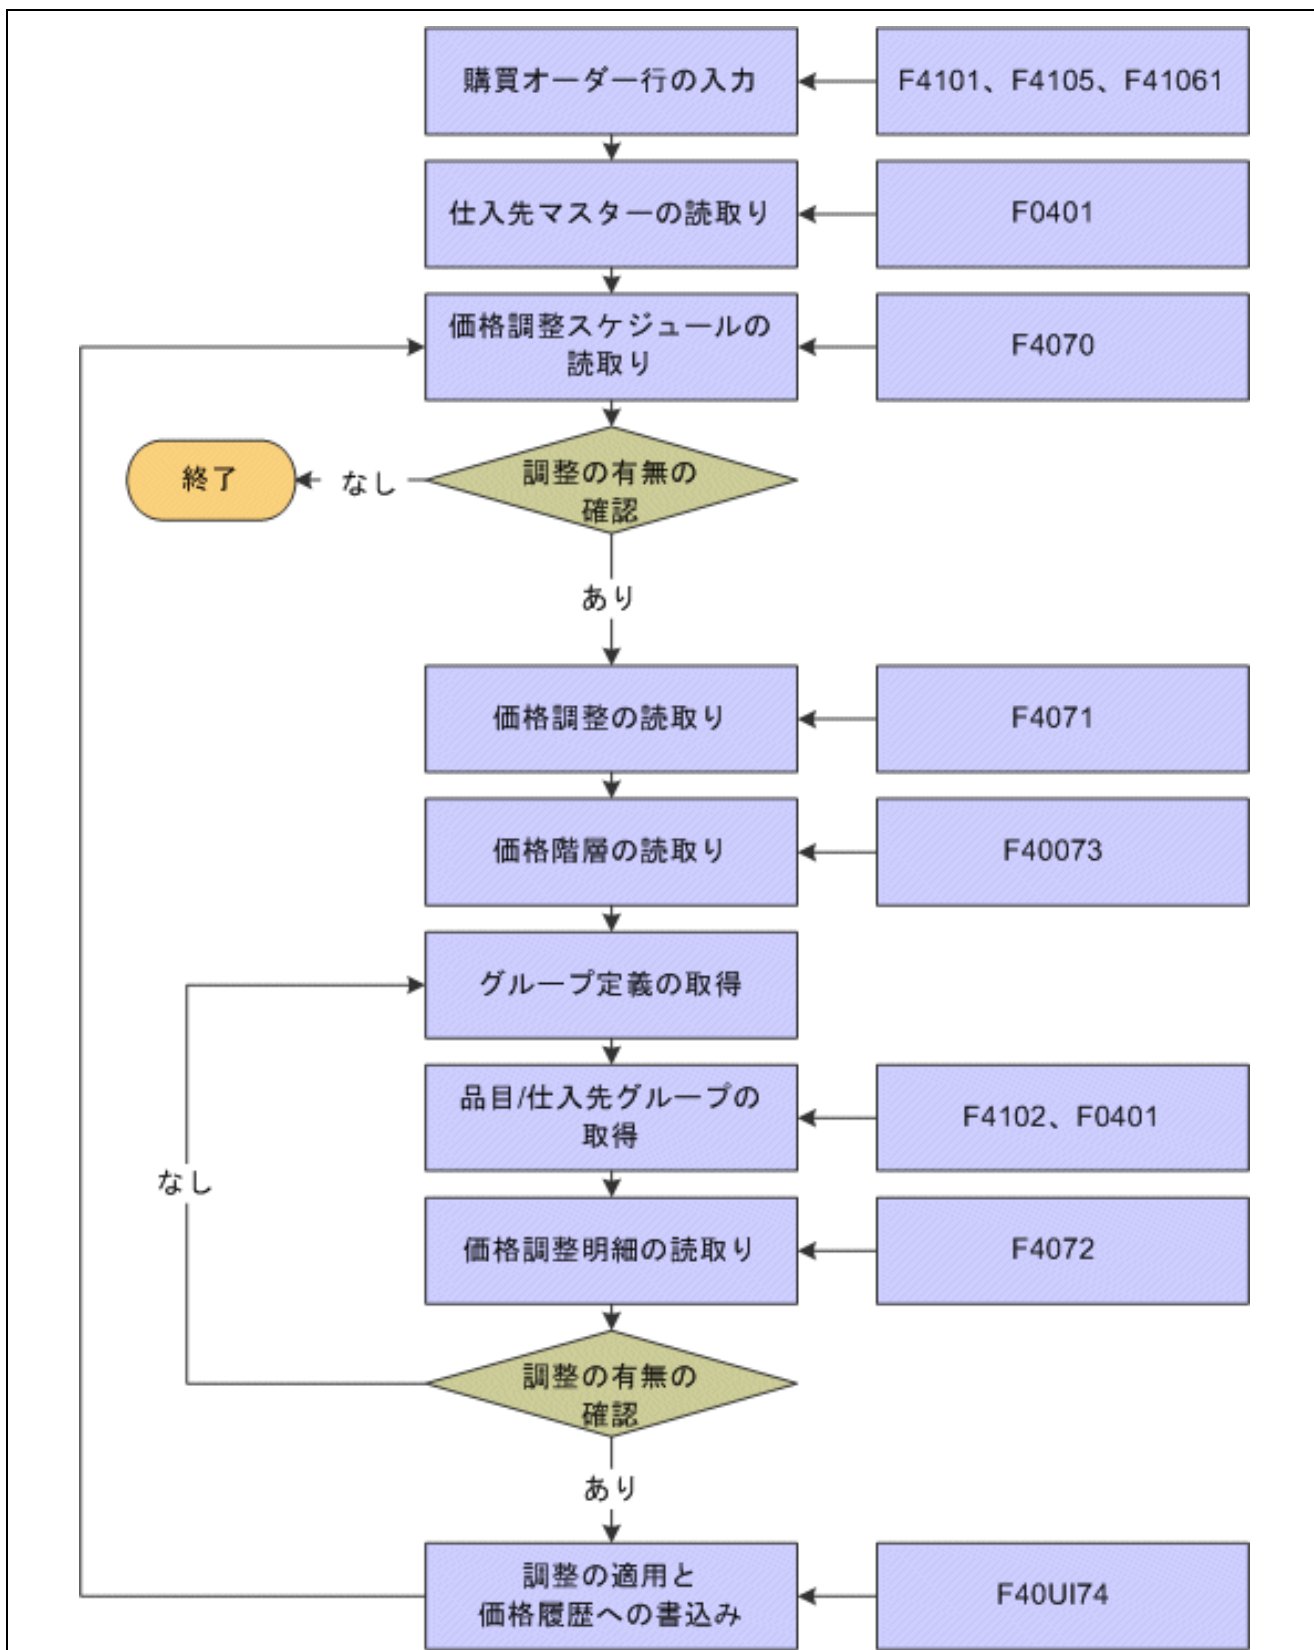 購買オーダー行の入力
F4101、F4105、F41061
仕入先マスターの読取り
F0401
価格調整スケジュールの
読取り
F4070
調整の有無の
確認
なし
終了
あり
価格調整の読取り
F4071
価格階層の読取り
F40073
グループ定義の取得
品目/仕入先グループの
取得
F4102、F0401
なし
価格調整明細の読取り
F4072
調整の有無の
確認
あり
調整の適用と
価格履歴への書込み
F40UI74